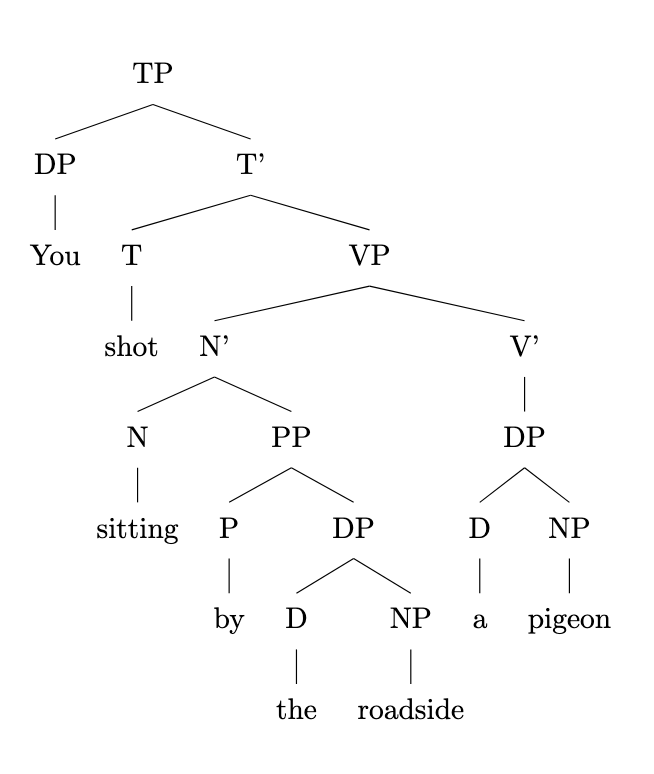 TP
DP T'
You T VP
shot N' V'
N PP DP
sitting P DP D NP
by D NP a pigeon
the roadside